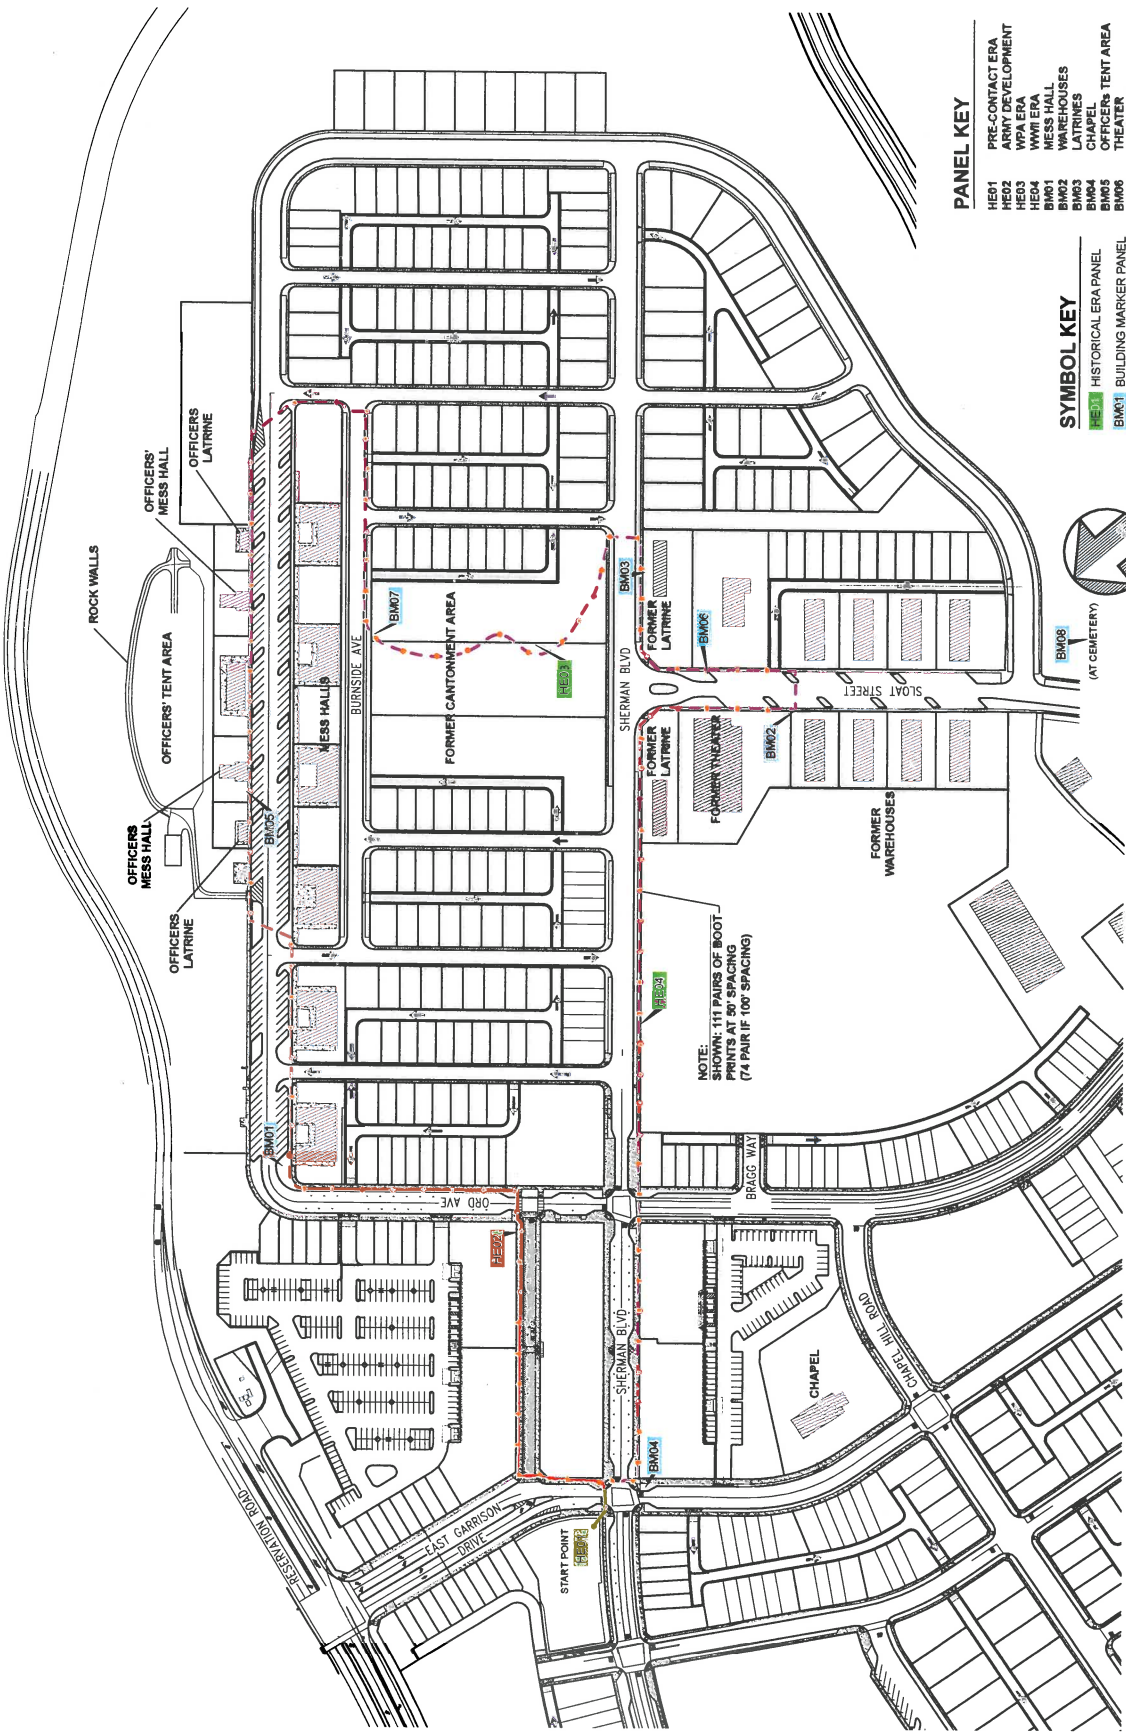 PANEL KEY
HE01 PRE-CONTACT ERA
HE02 ARMY DEVELOPMENT
HE03 WPA ERA
HE04 WWII ERA
BM01 MESS HALL
BM02 WAREHOUSES
BM03 LATRINES
BM04 CHAPEL
BM05 OFFICERs TENT AREA
BM06 THEATER
SYMBOL KEY
HE01 HISTORICAL ERA PANEL
BM01 BUILDING MARKER PANEL
BM08
(AT CEMETERY)
ROCK WALLS
OFFICERS'
MESS HALL
OFFICERS
LATRINE
OFFICERS' TENT AREA
OFFICERS
MESS HALL
OFFICERS
LATRINE
BM05
MESS HALLS
BURNSIDE AVE
BM07
FORMER CANTONMENT AREA
HE03
SHERMAN BLVD
BM03
FORMER
LATRINE
BM06
FORMER
LATRINE
FORMER THEATER
BM02
SLOAT STREET
FORMER
WAREHOUSES
HE04
NOTE:
SHOWN: 111 PAIRS OF BOOT
PRINTS AT 50' SPACING
(74 PAIR IF 100' SPACING)
BM01
ORD AVE
HE02
BRAGG WAY
SHERMAN BLVD
CHAPEL
CHAPEL HILL ROAD
CHAPEL HILL ROAD
BM04
RESERVATION ROAD
EAST GARRISON
DRIVE
START POINT